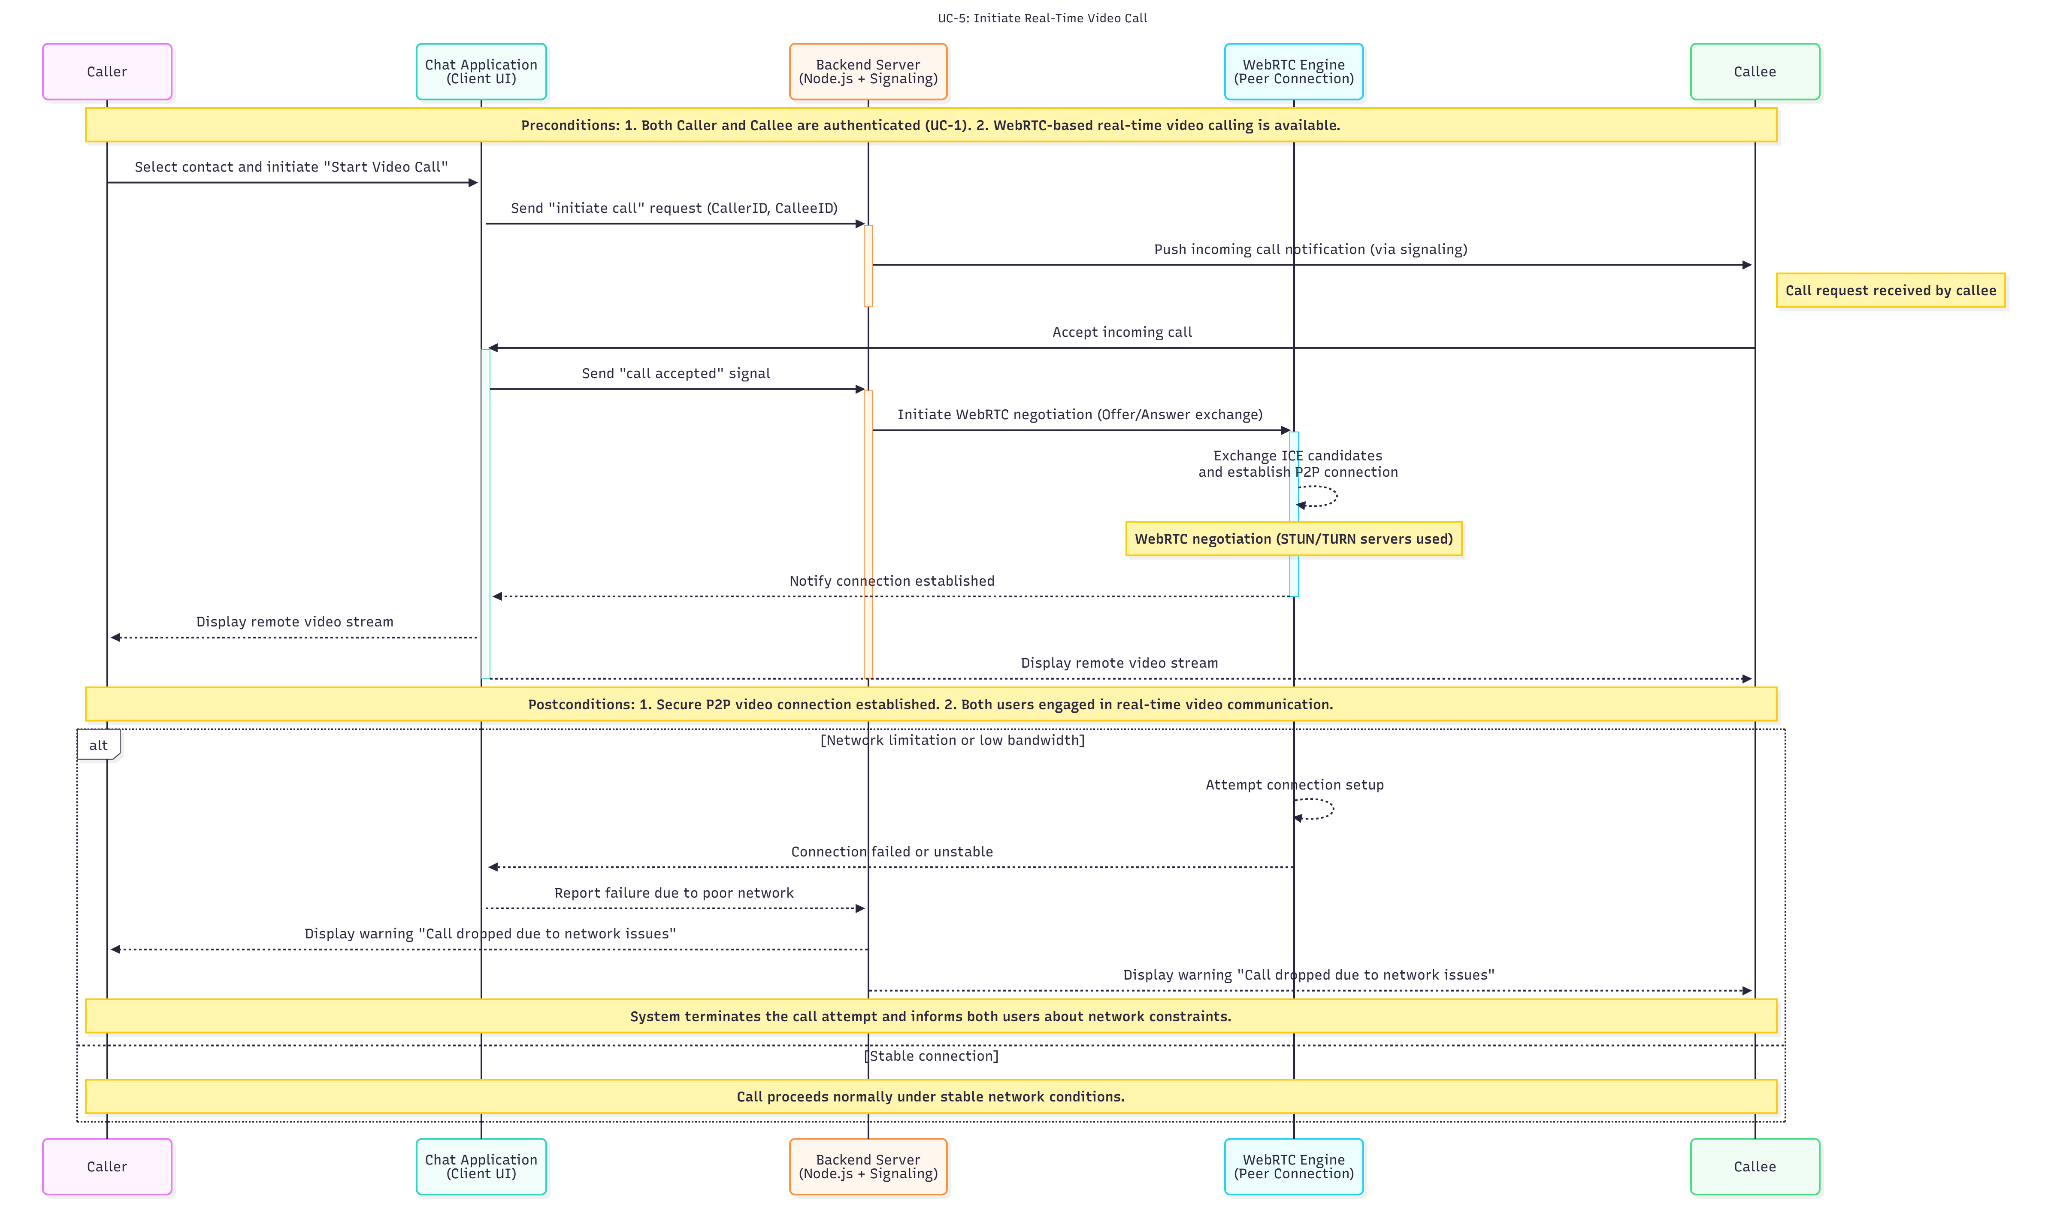 UC-5: Initiate Real-Time Video Call
Caller
Chat Application
(Client UI)
Backend Server
(Node.js + Signaling)
WebRTC Engine
(Peer Connection)
Callee
Preconditions: 1. Both Caller and Callee are authenticated (UC-1). 2. WebRTC-based real-time video calling is available.
Select contact and initiate "Start Video Call"
Send "initiate call" request (CallerID, CalleeID)
Push incoming call notification (via signaling)
Call request received by callee
Accept incoming call
Send "call accepted" signal
Initiate WebRTC negotiation (Offer/Answer exchange)
Exchange ICE candidates
and establish P2P connection
WebRTC negotiation (STUN/TURN servers used)
Notify connection established
Display remote video stream
Display remote video stream
Postconditions: 1. Secure P2P video connection established. 2. Both users engaged in real-time video communication.
alt
[Network limitation or low bandwidth]
Attempt connection setup
Connection failed or unstable
Report failure due to poor network
Display warning "Call dropped due to network issues"
Display warning "Call dropped due to network issues"
System terminates the call attempt and informs both users about network constraints.
[Stable connection]
Call proceeds normally under stable network conditions.
Caller
Chat Application
(Client UI)
Backend Server
(Node.js + Signaling)
WebRTC Engine
(Peer Connection)
Callee